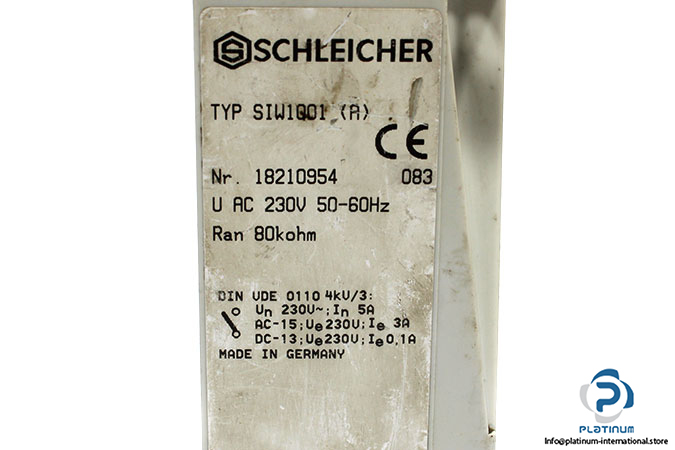 SCHLEICHER
TYP SIW1001 (A)
CE
Nr. 18210954 083
U AC 230V 50-60Hz
Ran 80kohm
DIN VDE 0110 4kV/3:
Un 230V~; In 5A
AC-15; Ue230V; Ie 3A
DC-13; Ue230V; Ie0,1A
MADE IN GERMANY
PLATINUM
Info@platinum-international.store